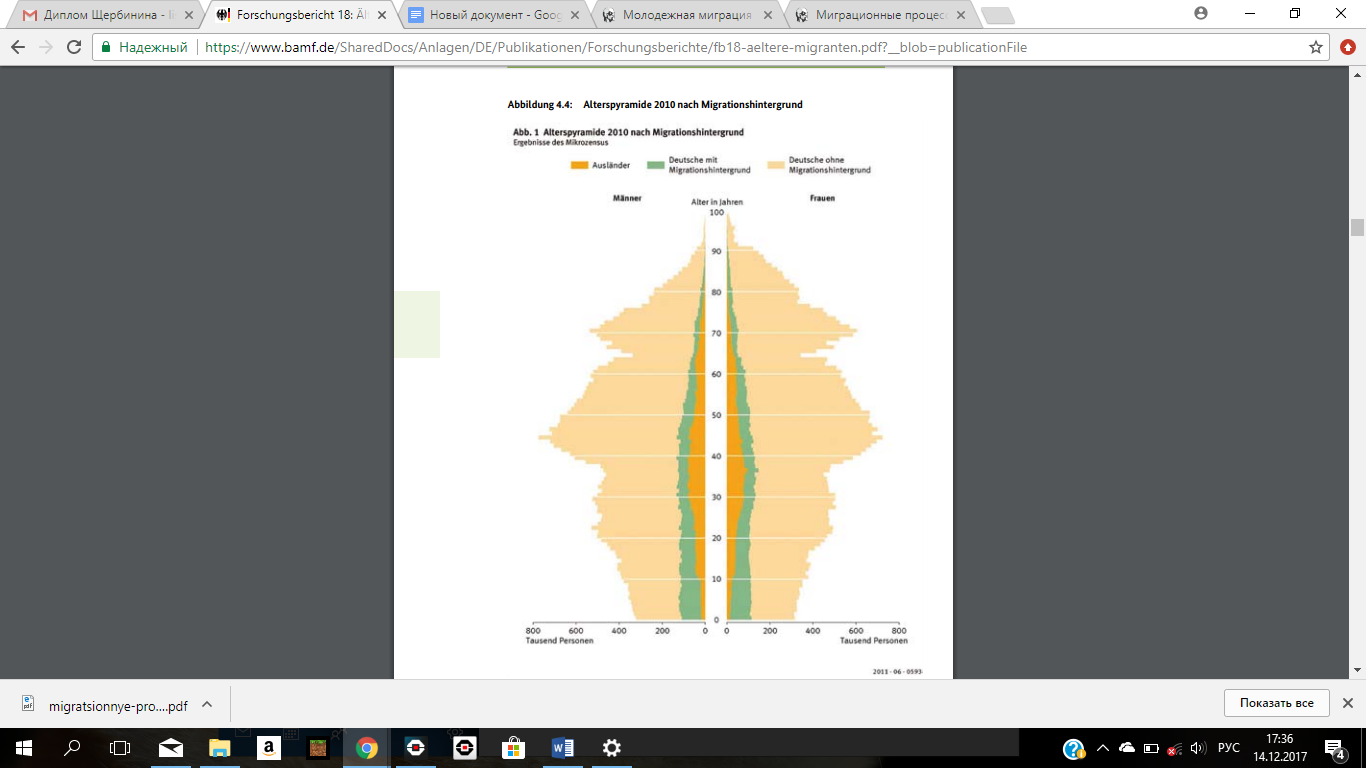 Диплом Щербинина - I
Forschungsbericht 18: Äl
Новый документ - Goog
Молодежная миграция
Миграционные процес
Надежный
https://www.bamf.de/SharedDocs/Anlagen/DE/Publikationen/Forschungsberichte/fb18-aeltere-migranten.pdf?__blob=publicationFile
Abbildung 4.4: Alterspyramide 2010 nach Migrationshintergrund
Abb. 1 Alterspyramide 2010 nach Migrationshintergrund
Ergebnisse des Mikrozensus
Ausländer
Deutsche mit
Migrationshintergrund
Deutsche ohne
Migrationshintergrund
Männer
Alter in Jahren
Frauen
100
90
80
70
60
50
40
30
20
10
0
800 600 400 200 0 0 200 400 600 800
Tausend Personen Tausend Personen
2011 - 06 - 0593
migratsionnye-pro....pdf
Показать все
РУС
17:36
14.12.2017
4